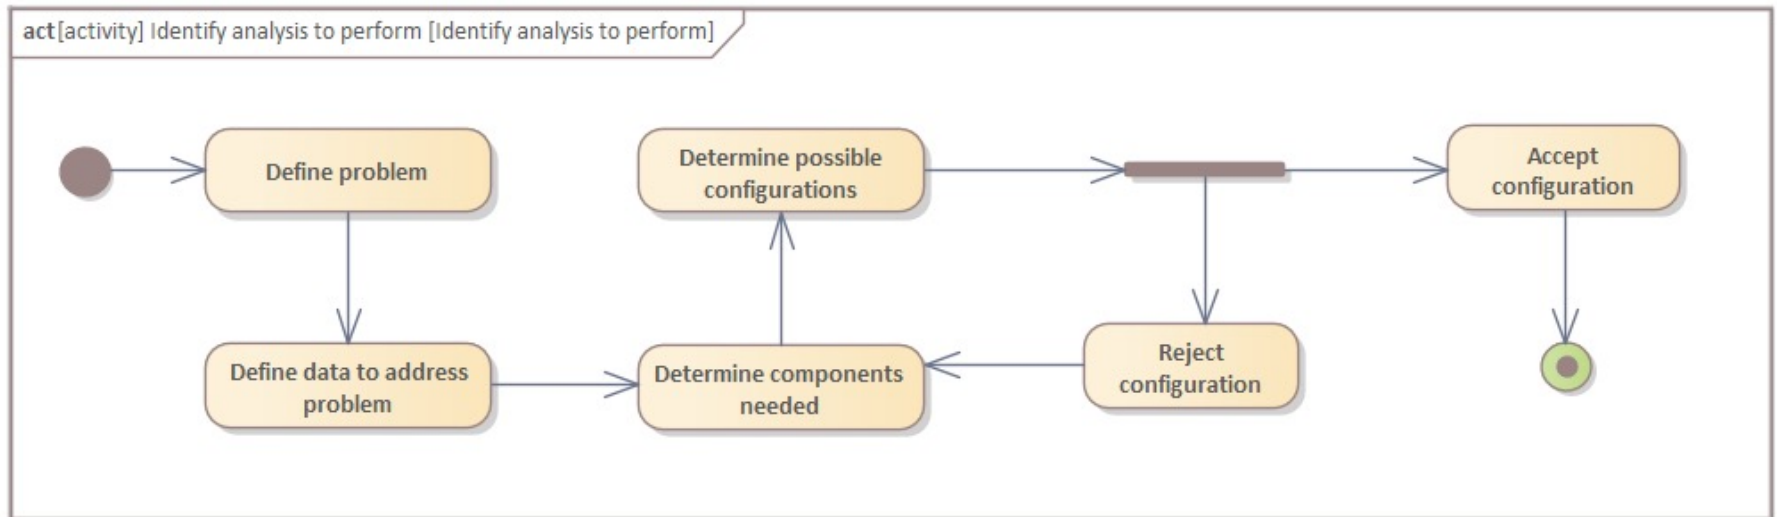 act[activity] Identify analysis to perform [Identify analysis to perform]
Define problem
Determine possible
configurations
Accept
configuration
Define data to address
problem
Determine components
needed
Reject
configuration